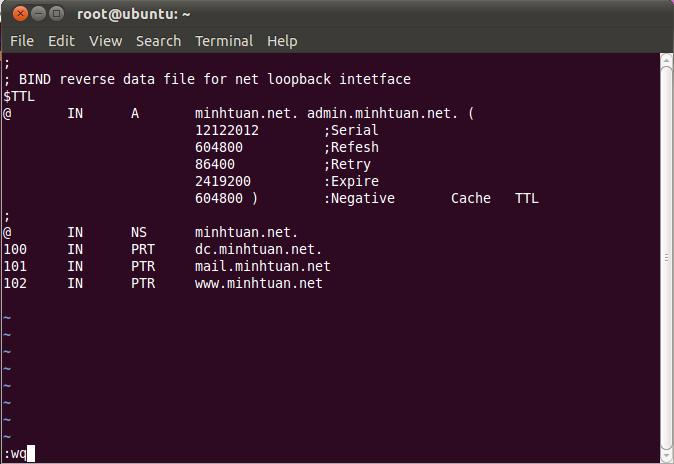 root@ubuntu: ~
File Edit View Search Terminal Help
;
; BIND reverse data file for net loopback intetface
$TTL
@ IN A minhtuan.net. admin.minhtuan.net. (
12122012 ;Serial
604800 ;Refesh
86400 ;Retry
2419200 :Expire
604800 ) :Negative Cache TTL
;
@ IN NS minhtuan.net.
100 IN PRT dc.minhtuan.net.
101 IN PTR mail.minhtuan.net
102 IN PTR www.minhtuan.net
~
~
~
~
~
~
~
~
:wq